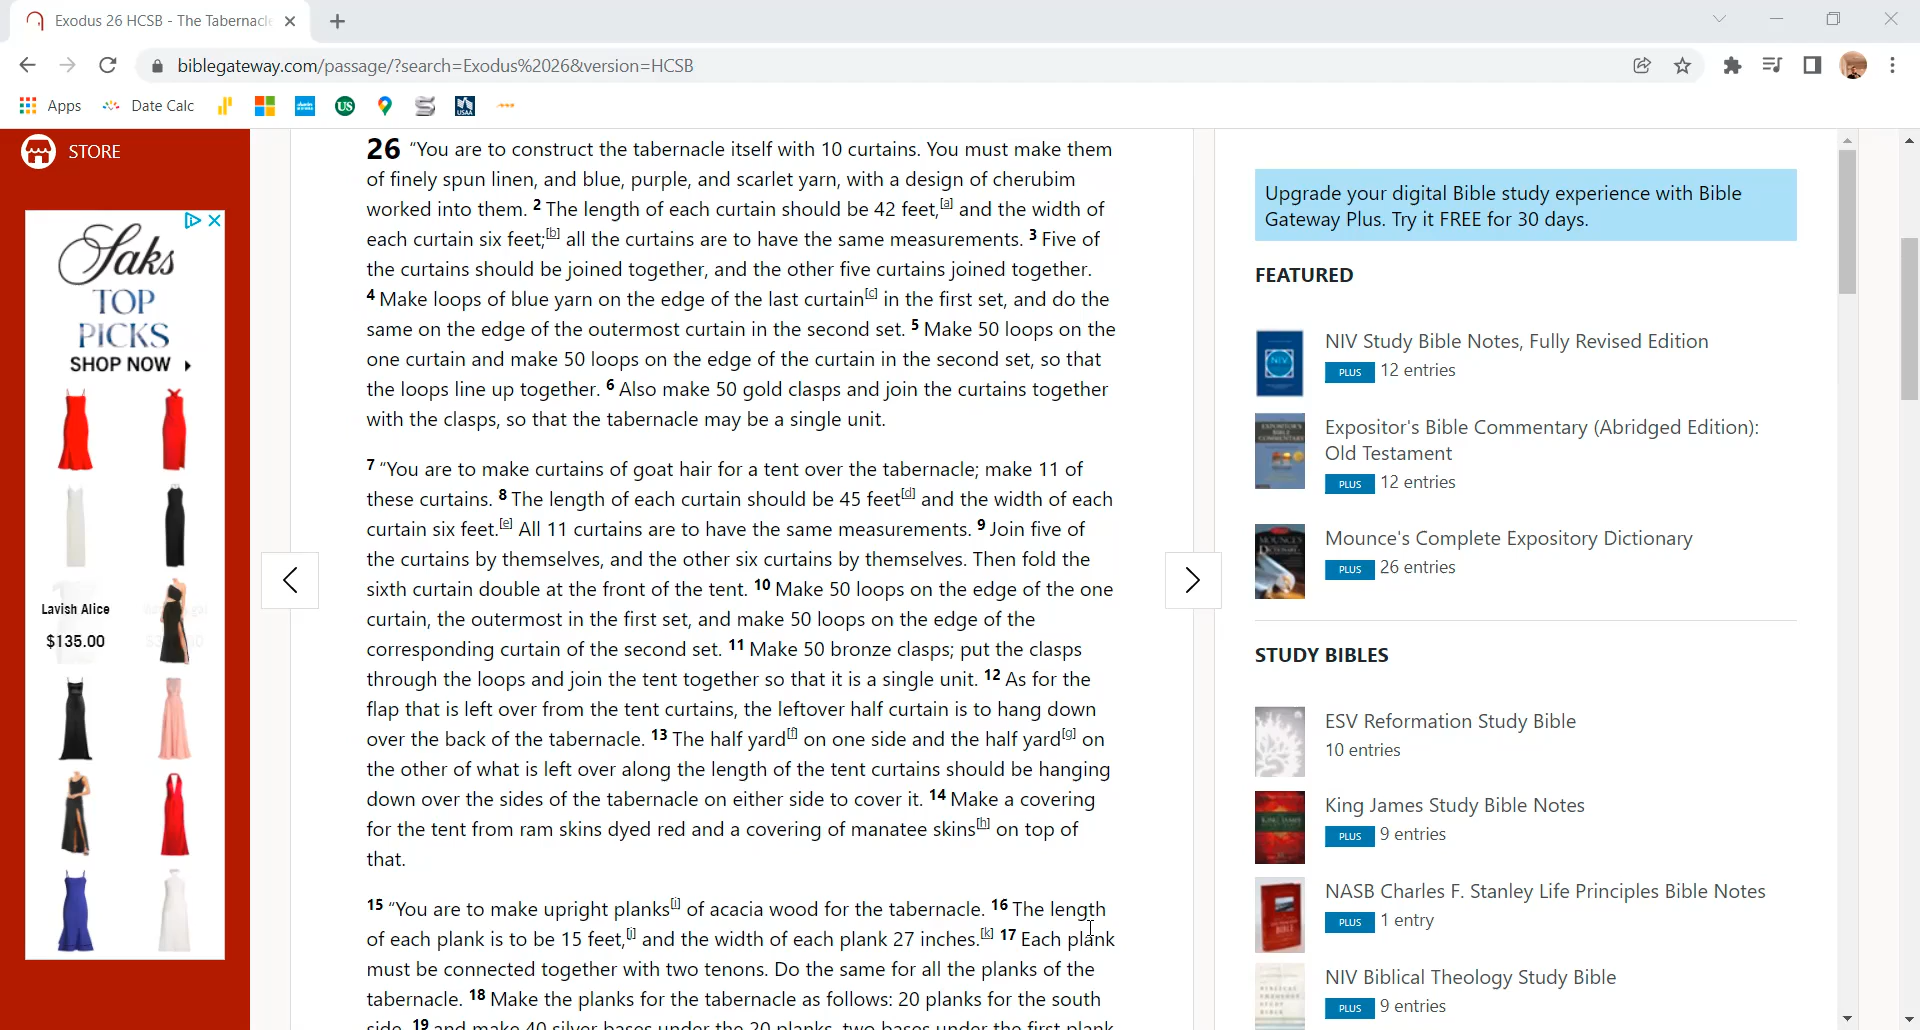 Exodus 26 HCSB - The Tabernacle
biblegateway.com/passage/?search=Exodus%2026&version=HCSB
Apps
Date Calc
US
USAA
STORE
Saks
TOP
PICKS
SHOP NOW
Lavish Alice
$135.00
26 “You are to construct the tabernacle itself with 10 curtains. You must make them
of finely spun linen, and blue, purple, and scarlet yarn, with a design of cherubim
worked into them. 2 The length of each curtain should be 42 feet,[a] and the width of
each curtain six feet;[b] all the curtains are to have the same measurements. 3 Five of
the curtains should be joined together, and the other five curtains joined together.
4 Make loops of blue yarn on the edge of the last curtain[c] in the first set, and do the
same on the edge of the outermost curtain in the second set. 5 Make 50 loops on the
one curtain and make 50 loops on the edge of the curtain in the second set, so that
the loops line up together. 6 Also make 50 gold clasps and join the curtains together
with the clasps, so that the tabernacle may be a single unit.
7 “You are to make curtains of goat hair for a tent over the tabernacle; make 11 of
these curtains. 8 The length of each curtain should be 45 feet[d] and the width of each
curtain six feet.[e] All 11 curtains are to have the same measurements. 9 Join five of
the curtains by themselves, and the other six curtains by themselves. Then fold the
sixth curtain double at the front of the tent. 10 Make 50 loops on the edge of the one
curtain, the outermost in the first set, and make 50 loops on the edge of the
corresponding curtain of the second set. 11 Make 50 bronze clasps; put the clasps
through the loops and join the tent together so that it is a single unit. 12 As for the
flap that is left over from the tent curtains, the leftover half curtain is to hang down
over the back of the tabernacle. 13 The half yard[f] on one side and the half yard[g] on
the other of what is left over along the length of the tent curtains should be hanging
down over the sides of the tabernacle on either side to cover it. 14 Make a covering
for the tent from ram skins dyed red and a covering of manatee skins[h] on top of
that.
15 “You are to make upright planks[i] of acacia wood for the tabernacle. 16 The length
of each plank is to be 15 feet,[j] and the width of each plank 27 inches.[k] 17 Each plank
must be connected together with two tenons. Do the same for all the planks of the
tabernacle. 18 Make the planks for the tabernacle as follows: 20 planks for the south
side, 19 and make 40 silver bases under the 20 planks, two bases under the first plank
Upgrade your digital Bible study experience with Bible
Gateway Plus. Try it FREE for 30 days.
FEATURED
NIV
NIV Study Bible Notes, Fully Revised Edition
PLUS 12 entries
Expositor's Bible Commentary (Abridged Edition):
Old Testament
PLUS 12 entries
Mounce's Complete Expository Dictionary
PLUS 26 entries
STUDY BIBLES
ESV Reformation Study Bible
10 entries
King James Study Bible Notes
PLUS 9 entries
NASB Charles F. Stanley Life Principles Bible Notes
PLUS 1 entry
NIV Biblical Theology Study Bible
PLUS 9 entries